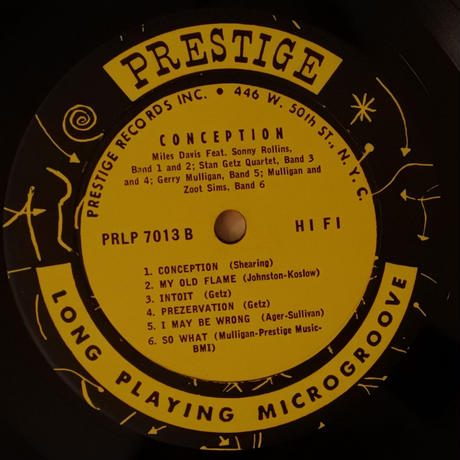 PRESTIGE
PRESTIGE RECORDS INC. • 446 W. 50th ST., N.Y.C.
CONCEPTION
Miles Davis Feat. Sonny Rollins,
Band 1 and 2; Stan Getz Quartet, Band 3
and 4; Gerry Mulligan, Band 5; Mulligan and
Zoot Sims, Band 6
PRLP 7013 B HI FI
1. CONCEPTION (Shearing)
2. MY OLD FLAME (Johnston-Koslow)
3. INTOIT (Getz)
4. PREZERVATION (Getz)
5. I MAY BE WRONG (Ager-Sullivan)
6. SO WHAT (Mulligan-Prestige Music-
BMI)
LONG PLAYING MICROGROOVE